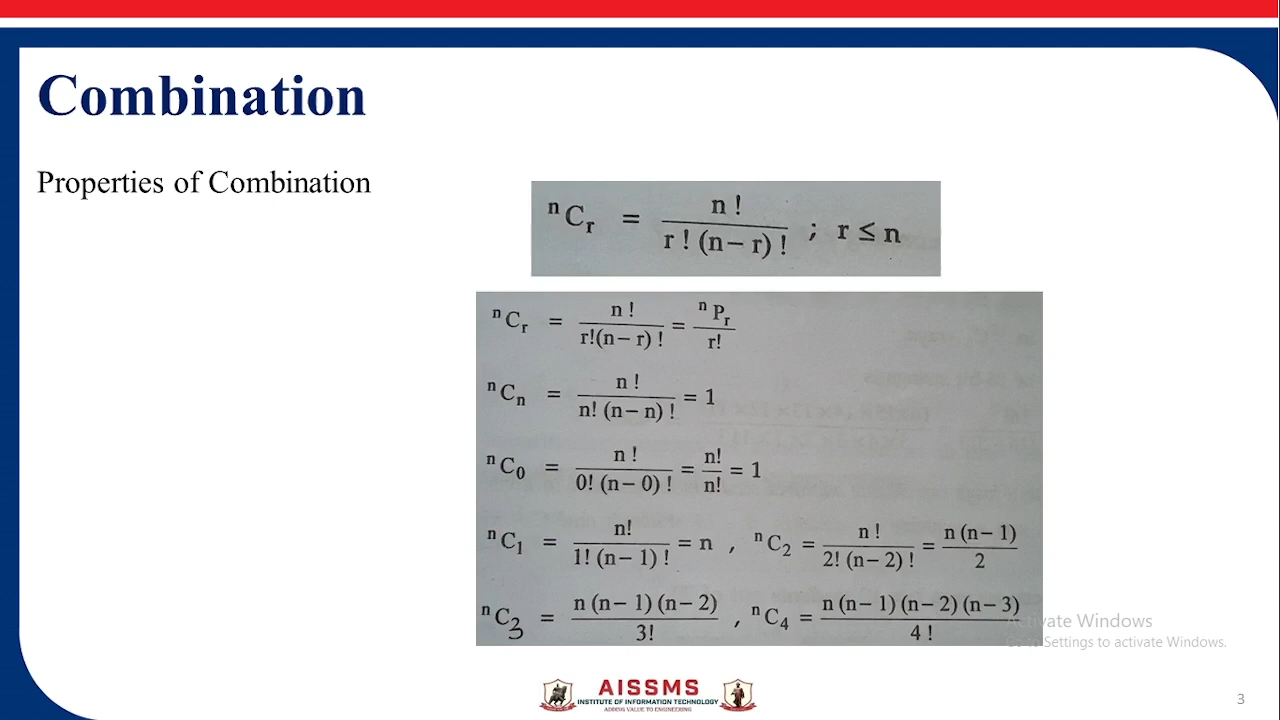 Combination
Properties of Combination
ⁿCᵣ = n ! / r ! (n – r) ! ; r ≤ n
ⁿCᵣ = n ! / r!(n – r) ! = ⁿPᵣ / r!
ⁿCₙ = n ! / n! (n – n) ! = 1
ⁿC₀ = n ! / 0! (n – 0) ! = n! / n! = 1
ⁿC₁ = n! / 1! (n – 1) ! = n , ⁿC₂ = n ! / 2! (n – 2) ! = n (n – 1) / 2
ⁿC₃ = n (n – 1) (n – 2) / 3! , ⁿC₄ = n (n – 1) (n – 2) (n – 3) / 4 !
Activate Windows
Go to Settings to activate Windows.
AISSMS
INSTITUTE OF INFORMATION TECHNOLOGY
ADDING VALUE TO ENGINEERING
3